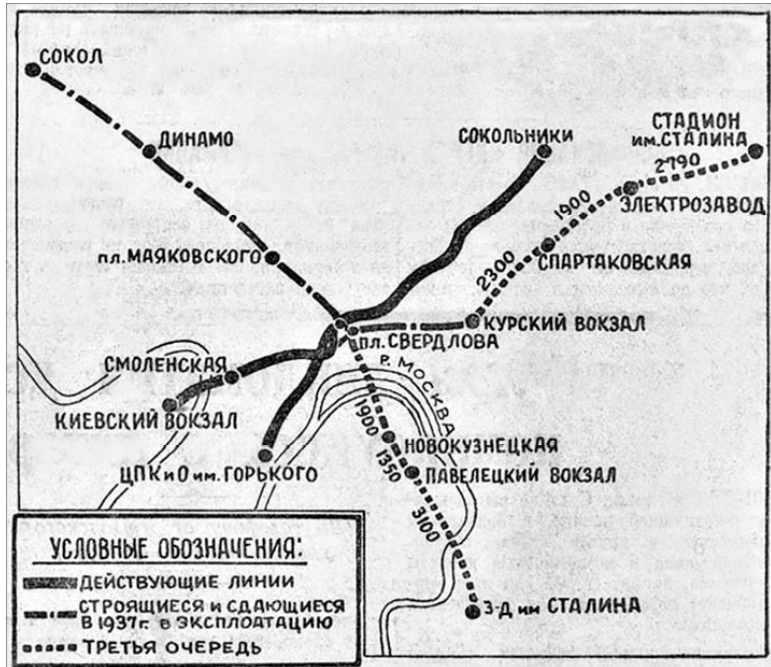 СОКОЛ
ДИНАМО
СОКОЛЬНИКИ
СТАДИОН
им. СТАЛИНА
2790
ЭЛЕКТРОЗАВОД
1900
СПАРТАКОВСКАЯ
пл. МАЯКОВСКОГО
2300
КУРСКИЙ ВОКЗАЛ
пл. СВЕРДЛОВА
СМОЛЕНСКАЯ
Р. МОСКВА
КИЕВСКИЙ ВОКЗАЛ
1900
НОВОКУЗНЕЦКАЯ
ЦПКиО им. ГОРЬКОГО
1350
ПАВЕЛЕЦКИЙ ВОКЗАЛ
3100
З-Д им СТАЛИНА
УСЛОВНЫЕ ОБОЗНАЧЕНИЯ:
ДЕЙСТВУЮЩИЕ ЛИНИИ
СТРОЯЩИЕСЯ и СДАЮЩИЕСЯ
В 1937г. в ЭКСПЛОАТАЦИЮ
ТРЕТЬЯ ОЧЕРЕДЬ